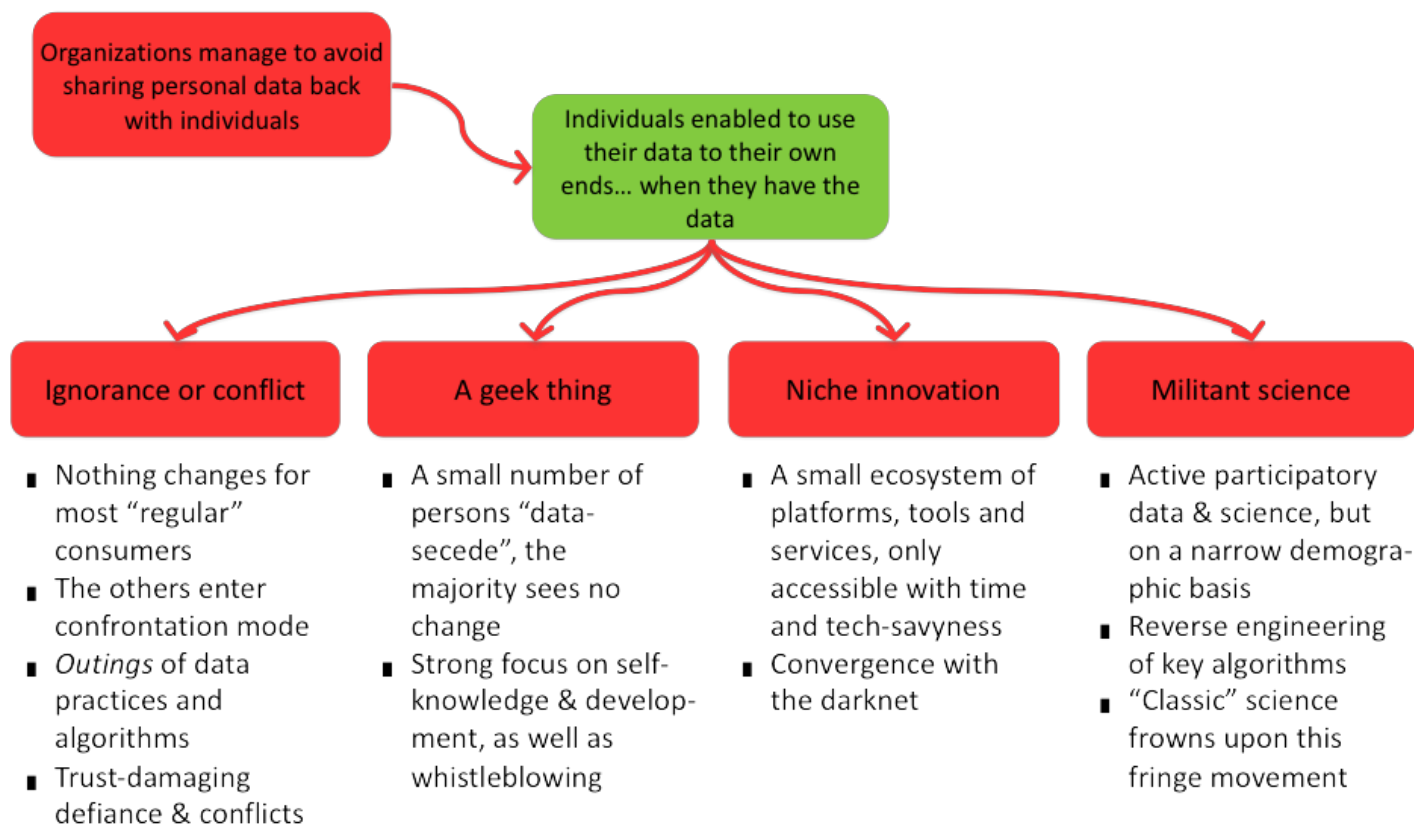 Organizations manage to avoid
sharing personal data back
with individuals
Individuals enabled to use
their data to their own
ends... when they have the
data
Ignorance or conflict
▪ Nothing changes for
most “regular”
consumers
▪ The others enter
confrontation mode
▪ Outings of data
practices and
algorithms
▪ Trust-damaging
defiance & conflicts
A geek thing
▪ A small number of
persons “data-
secede”, the
majority sees no
change
▪ Strong focus on self-
knowledge & develop-
ment, as well as
whistleblowing
Niche innovation
▪ A small ecosystem of
platforms, tools and
services, only
accessible with time
and tech-savyness
▪ Convergence with
the darknet
Militant science
▪ Active participatory
data & science, but
on a narrow demogra-
phic basis
▪ Reverse engineering
of key algorithms
▪ “Classic” science
frowns upon this
fringe movement